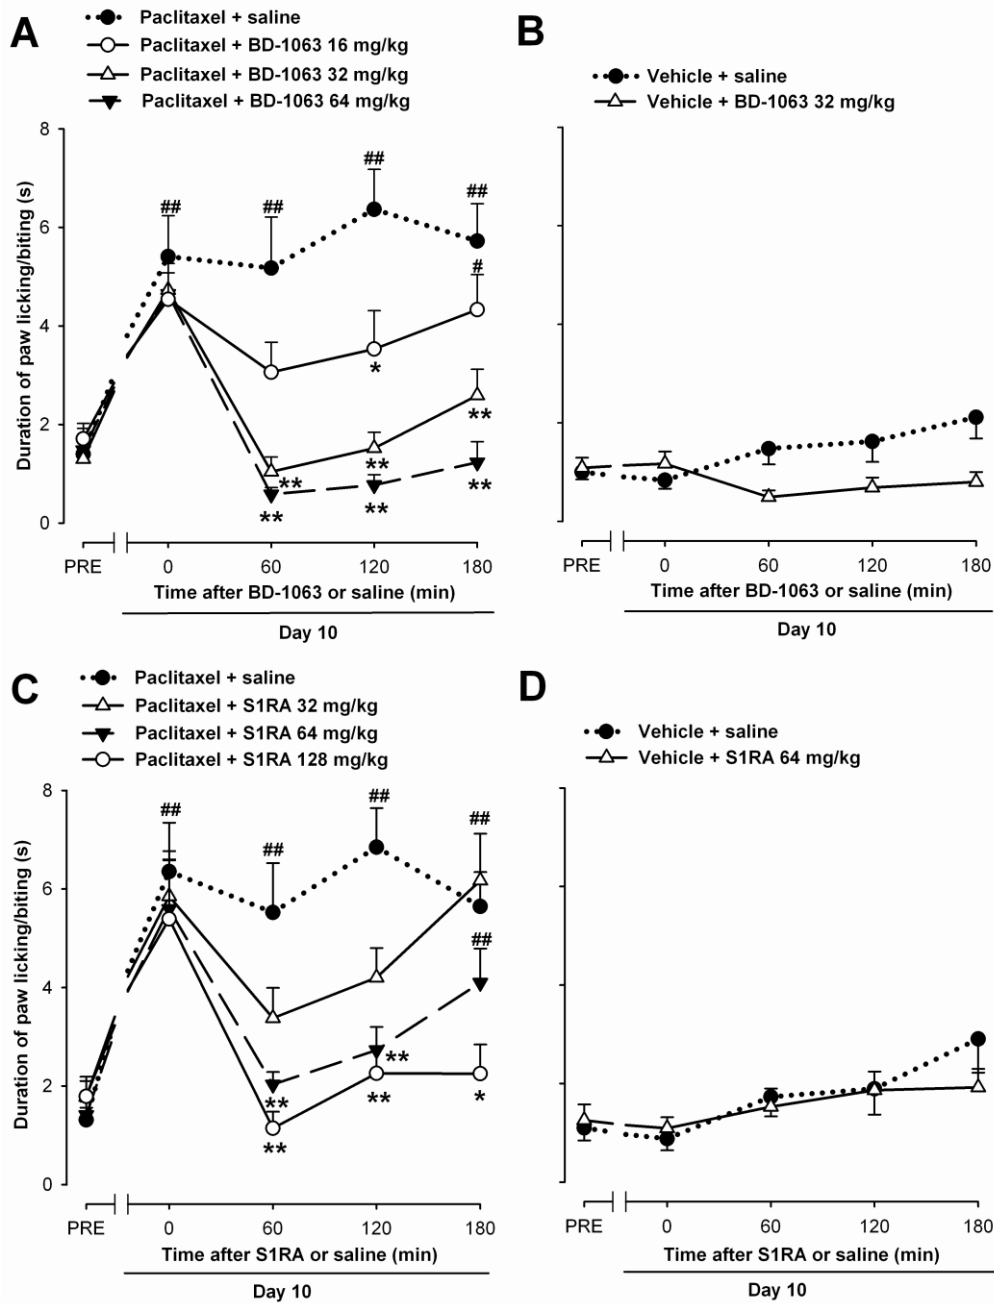 A
Paclitaxel + saline
Paclitaxel + BD-1063 16 mg/kg
Paclitaxel + BD-1063 32 mg/kg
Paclitaxel + BD-1063 64 mg/kg
Duration of paw licking/biting (s)
8
6
4
2
0
##
##
##
##
#
*
**
**
**
**
**
**
PRE
0
60
120
180
Time after BD-1063 or saline (min)
Day 10
B
Vehicle + saline
Vehicle + BD-1063 32 mg/kg
PRE
0
60
120
180
Time after BD-1063 or saline (min)
Day 10
C
Paclitaxel + saline
Paclitaxel + S1RA 32 mg/kg
Paclitaxel + S1RA 64 mg/kg
Paclitaxel + S1RA 128 mg/kg
Duration of paw licking/biting (s)
8
6
4
2
0
##
##
##
##
##
**
**
**
**
*
PRE
0
60
120
180
Time after S1RA or saline (min)
Day 10
D
Vehicle + saline
Vehicle + S1RA 64 mg/kg
PRE
0
60
120
180
Time after S1RA or saline (min)
Day 10